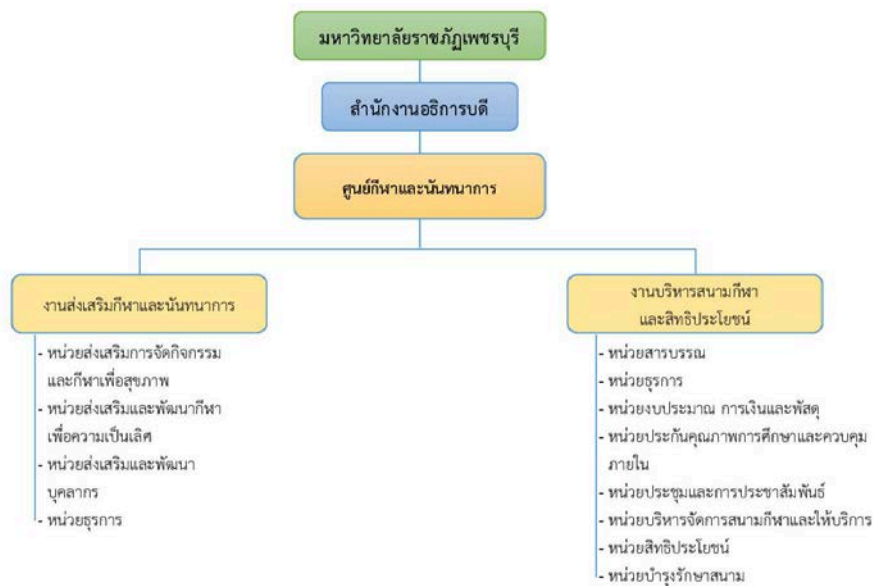 มหาวิทยาลัยราชภัฏเพชรบุรี
สำนักงานอธิการบดี
ศูนย์กีฬาและนันทนาการ
งานส่งเสริมกีฬาและนันทนาการ
- หน่วยส่งเสริมการจัดกิจกรรม
และกีฬาเพื่อสุขภาพ
- หน่วยส่งเสริมและพัฒนากีฬา
เพื่อความเป็นเลิศ
- หน่วยส่งเสริมและพัฒนา
บุคลากร
- หน่วยธุรการ
งานบริหารสนามกีฬา
และสิทธิประโยชน์
- หน่วยสารบรรณ
- หน่วยธุรการ
- หน่วยงบประมาณ การเงินและพัสดุ
- หน่วยประกันคุณภาพการศึกษาและควบคุม
ภายใน
- หน่วยประชุมและการประชาสัมพันธ์
- หน่วยบริหารจัดการสนามกีฬาและให้บริการ
- หน่วยสิทธิประโยชน์
- หน่วยบำรุงรักษาสนาม